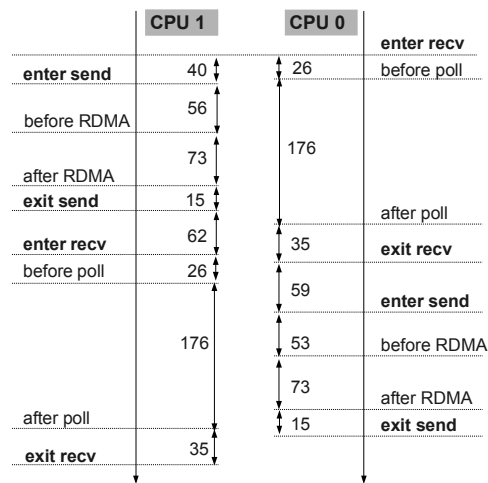 CPU 1 CPU 0
enter recv
enter send 40 26 before poll
56
before RDMA
176
73
after RDMA
exit send 15
after poll
62 35
enter recv exit recv
before poll 26
59
enter send
176 53 before RDMA
73
after RDMA
after poll 15 exit send
35
exit recv